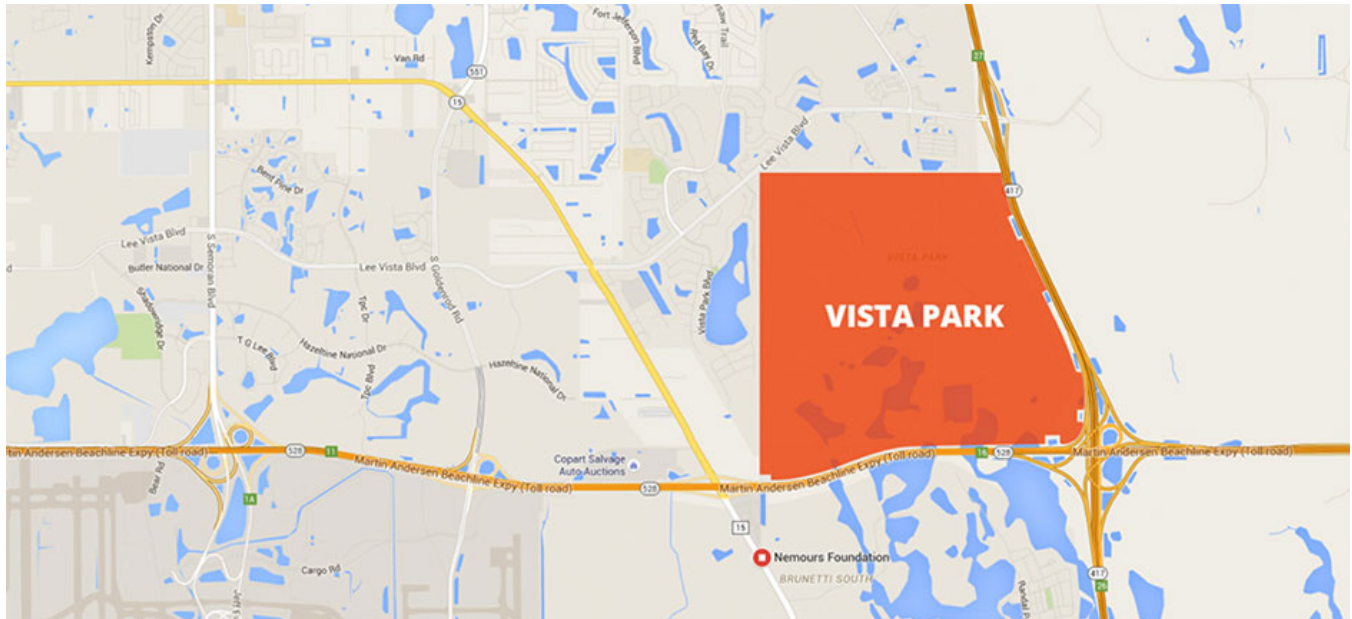 Kempston Dr
Van Rd
551
15
Fort Jefferson Blvd
Red Bay Dr
Trail
27
Lee Vista Blvd
417
Bent Pine Dr
Lee Vista Blvd
S Semoran Blvd
Butler National Dr
Lee Vista Blvd
S Goldenrod Rd
VISTA PARK
Shadowridge Dr
Tpc Dr
Vista Park Blvd
VISTA PARK
T G Lee Blvd
Hazeltine National Dr
Tpc Blvd
Hazeltine National Dr
Andersen Beachline Expy (Toll road)
528
11
Martin Andersen Beachline Expy (Toll road)
Copart Salvage
Auto Auctions
528
Martin Andersen Beachline Expy (Toll road)
16
528
Martin Andersen Beachline Expy (Toll road)
Bear Rd
1A
15
Nemours Foundation
BRUNETTI SOUTH
Cargo Rd
Jeff
417
26
Randal